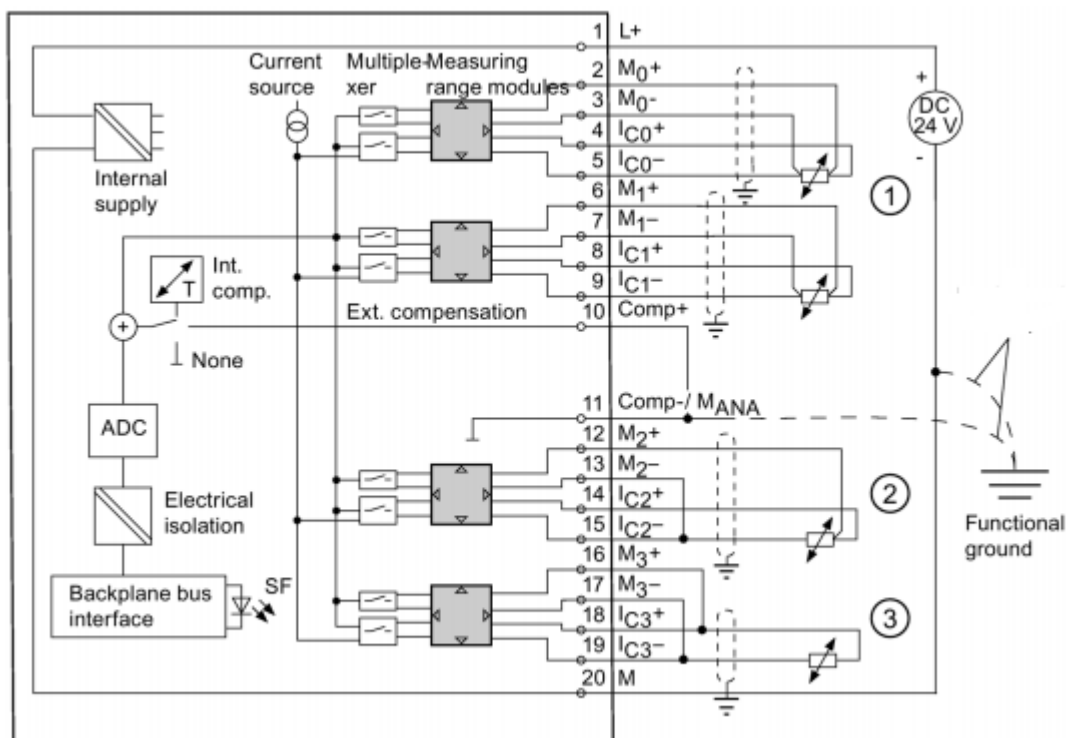 1 L+
2 M0+
3 M0-
4 IC0+
5 IC0-
6 M1+
7 M1-
8 IC1+
9 IC1-
10 Comp+
11 Comp-/ MANA
12 M2+
13 M2-
14 IC2+
15 IC2-
16 M3+
17 M3-
18 IC3+
19 IC3-
20 M
Current
source
Multiple-
xer
Measuring
range modules
Internal
supply
T
Int.
comp.
Ext. compensation
+
None
ADC
Electrical
isolation
Backplane bus
interface
SF
+
DC
24 V
-
1
2
3
Functional
ground